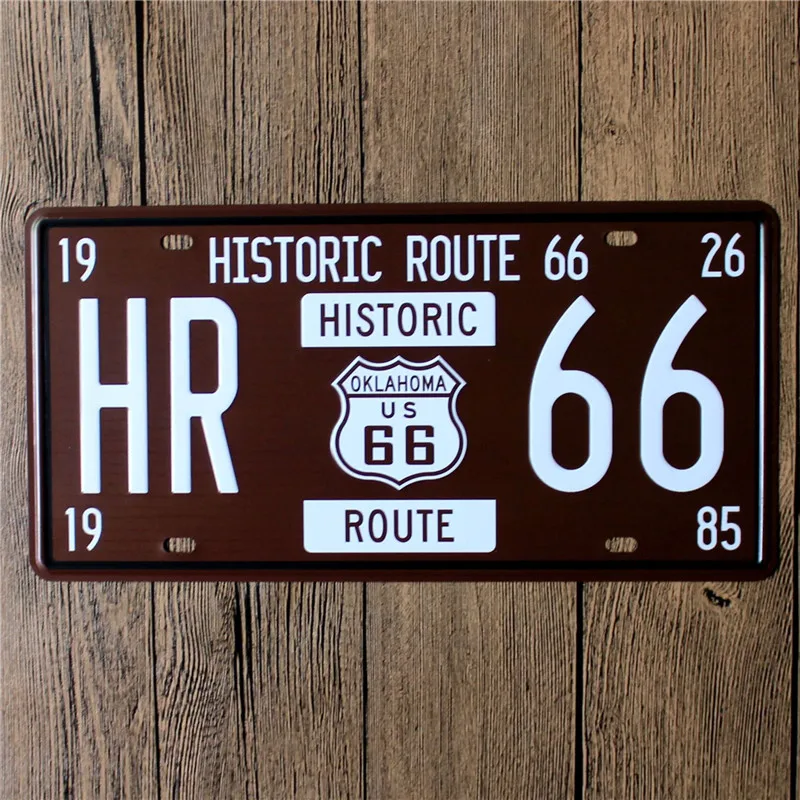 19 HISTORIC ROUTE 66 26
HISTORIC
HR 66
OKLAHOMA
US
66
19 ROUTE 85